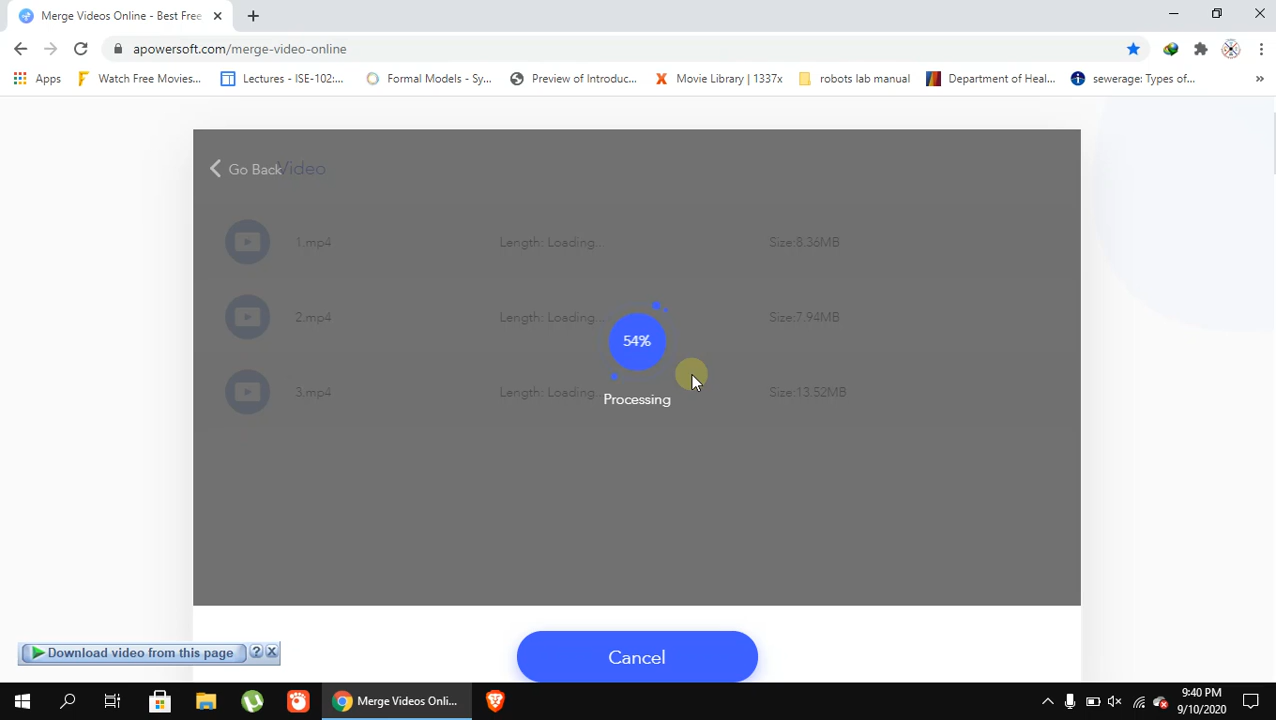 Merge Videos Online - Best Free
apowersoft.com/merge-video-online
Apps Watch Free Movies... Lectures - ISE-102:... Formal Models - Sy... Preview of Introduc... Movie Library | 1337x robots lab manual Department of Heal... sewerage: Types of... »
Go Back Video
1.mp4 Length: Loading... Size:8.36MB
2.mp4 Length: Loading... Size:7.94MB
54%
3.mp4 Length: Loading... Size:13.52MB
Processing
Download video from this page ?
Cancel
Merge Videos Onli...
9:40 PM
9/10/2020